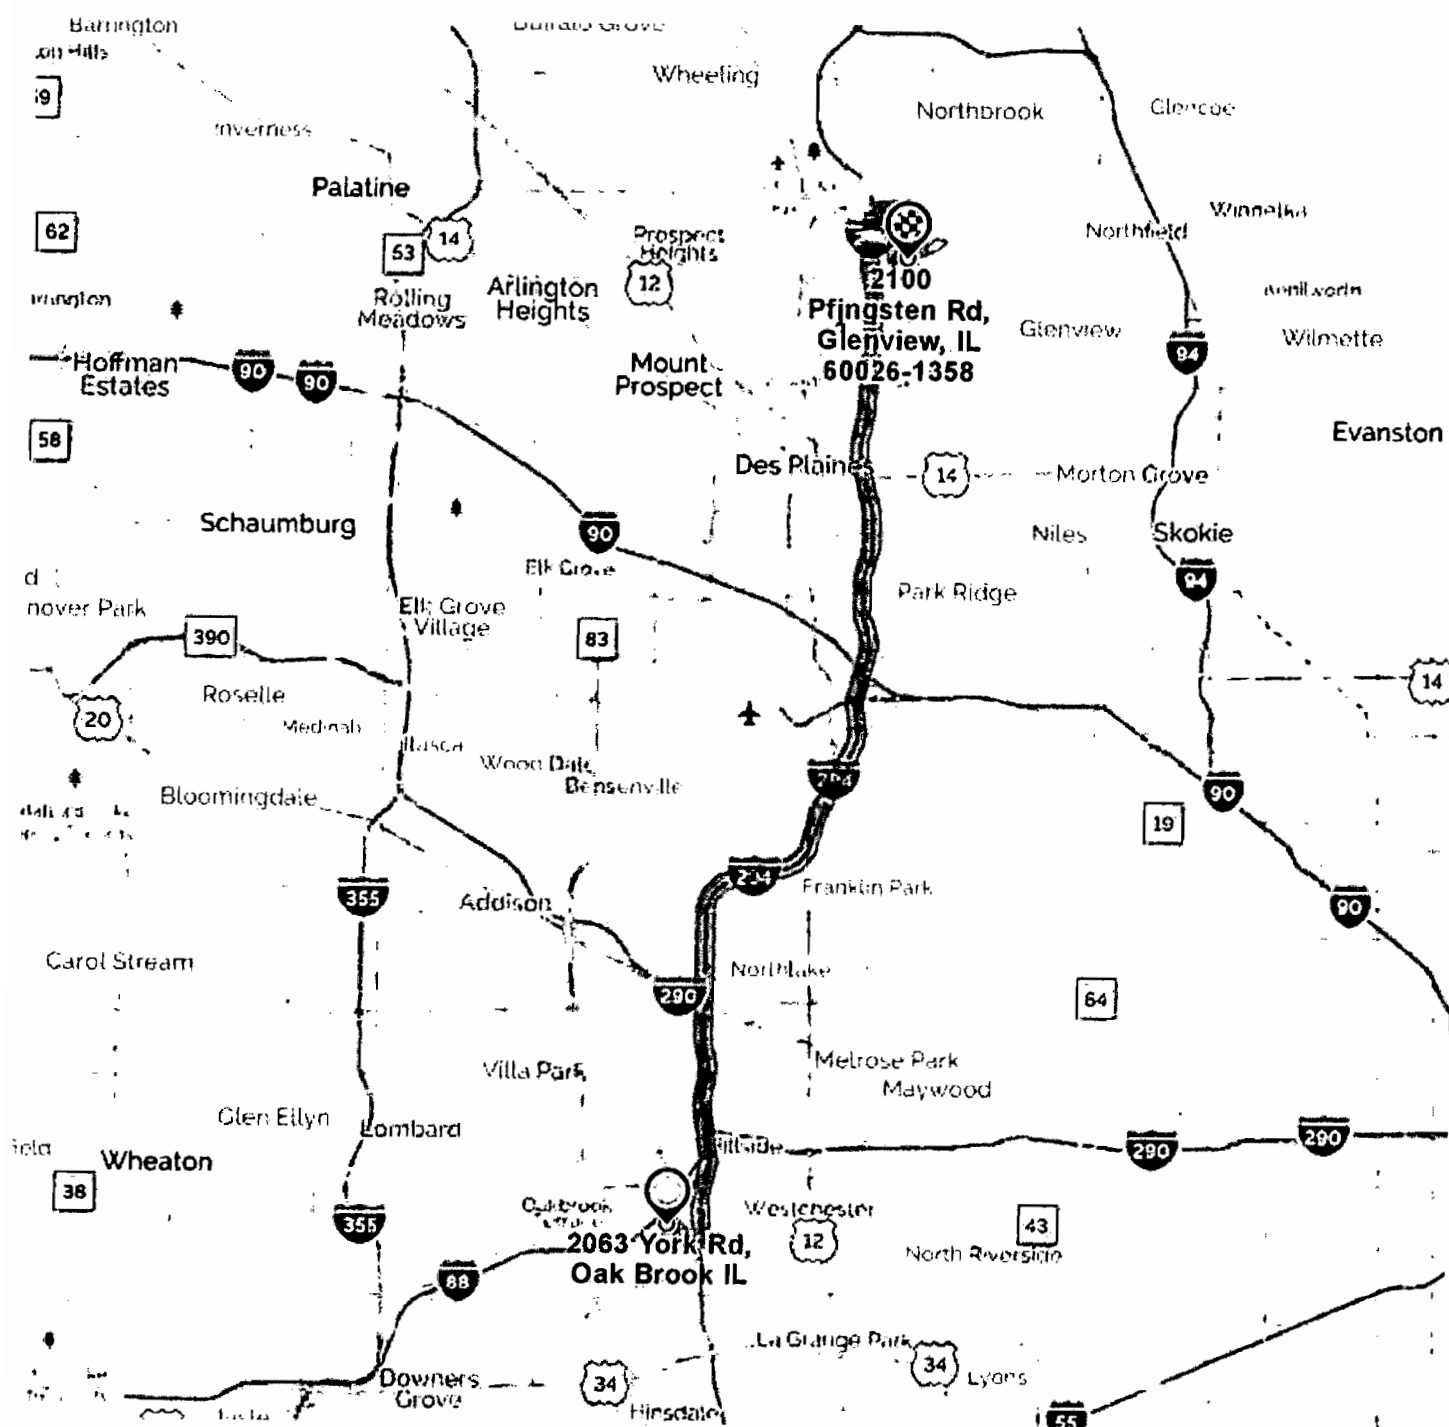 Barrington
Buffalo Grove
Wheeling
Northbrook
Glencoe
Inverness
Palatine
62
53
14
Prospect
Heights
12
Northfield
Winnetka
2100
Pfingsten Rd,
Glenview, IL
60026-1358
Rolling
Meadows
Arlington
Heights
Glenview
94
Wilmette
Hoffman
Estates
90
90
Mount
Prospect
58
Evanston
Des Plaines
14
Morton Grove
Schaumburg
90
Niles
Skokie
Elk Grove
94
Park Ridge
Elk Grove
Village
390
83
Roselle
14
20
Medinah
Itasca
Wood Dale
Bensenville
294
Bloomingdale
90
19
355
Addison
294
Franklin Park
90
Carol Stream
Northlake
290
64
Villa Park
Melrose Park
Maywood
Glen Ellyn
Lombard
Wheaton
Hillside
290
290
38
Oakbrook
Westchester
355
12
43
2063 York Rd,
Oak Brook IL
North Riverside
88
La Grange Park
34
34
Lyons
Downers
Grove
Hinsdale
55